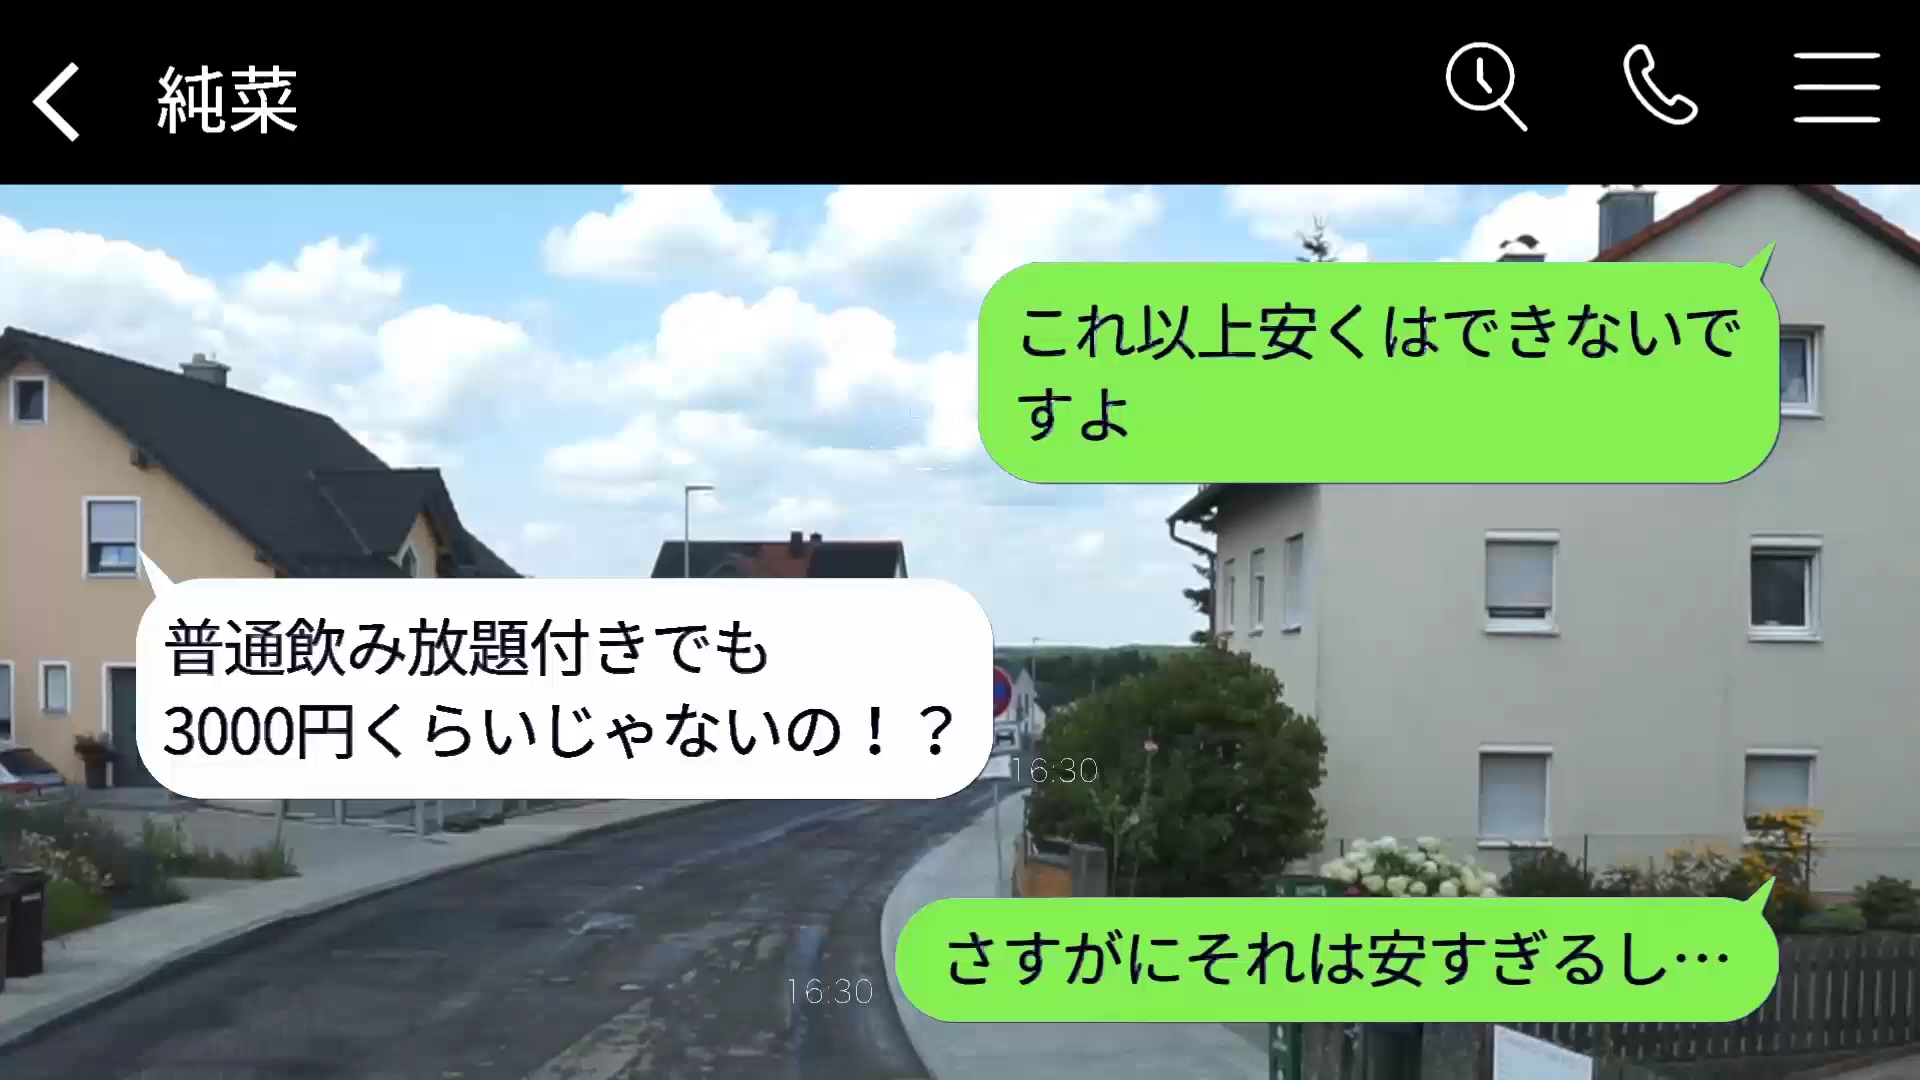 純菜
これ以上安くはできないで
すよ
普通飲み放題付きでも
3000円くらいじゃないの！？
16:30
さすがにそれは安すぎるし…
16:30